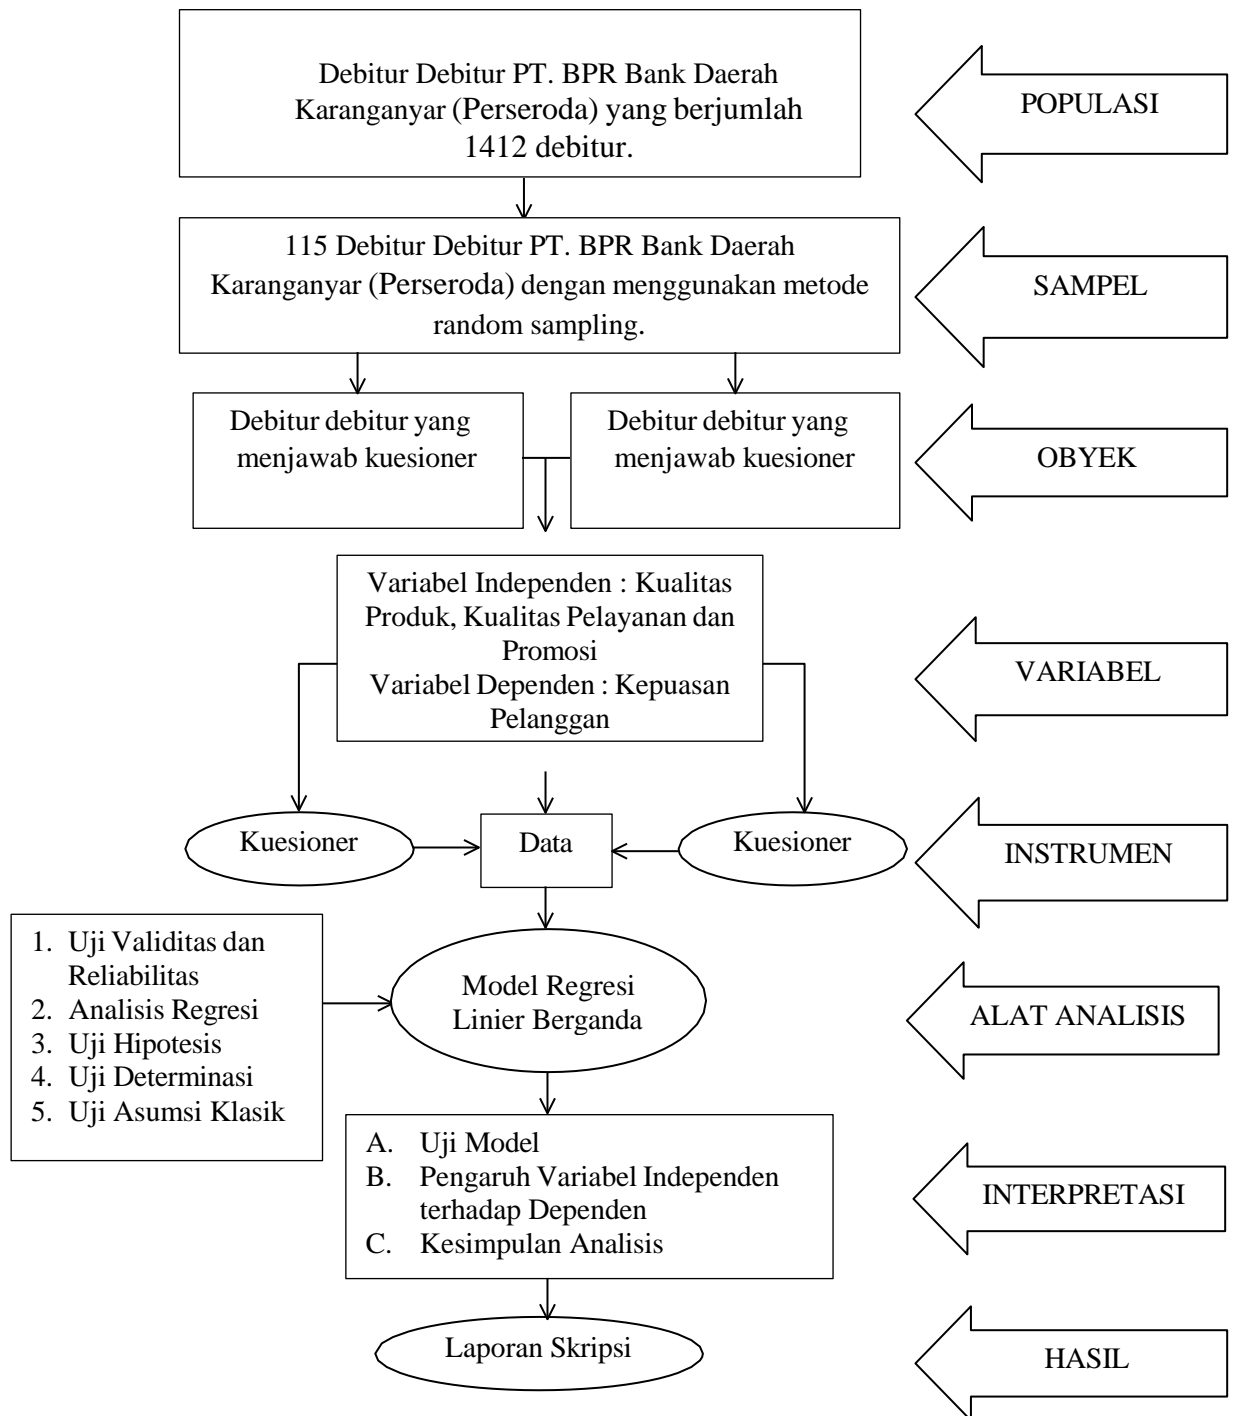 Debitur Debitur PT. BPR Bank Daerah
Karanganyar (Perseroda) yang berjumlah
1412 debitur.
POPULASI
115 Debitur Debitur PT. BPR Bank Daerah
Karanganyar (Perseroda) dengan menggunakan metode
random sampling.
SAMPEL
Debitur debitur yang
menjawab kuesioner
Debitur debitur yang
menjawab kuesioner
OBYEK
Variabel Independen : Kualitas
Produk, Kualitas Pelayanan dan
Promosi
Variabel Dependen : Kepuasan
Pelanggan
VARIABEL
Kuesioner
Data
Kuesioner
INSTRUMEN
1. Uji Validitas dan
Reliabilitas
2. Analisis Regresi
3. Uji Hipotesis
4. Uji Determinasi
5. Uji Asumsi Klasik
Model Regresi
Linier Berganda
ALAT ANALISIS
A. Uji Model
B. Pengaruh Variabel Independen
terhadap Dependen
C. Kesimpulan Analisis
INTERPRETASI
Laporan Skripsi
HASIL